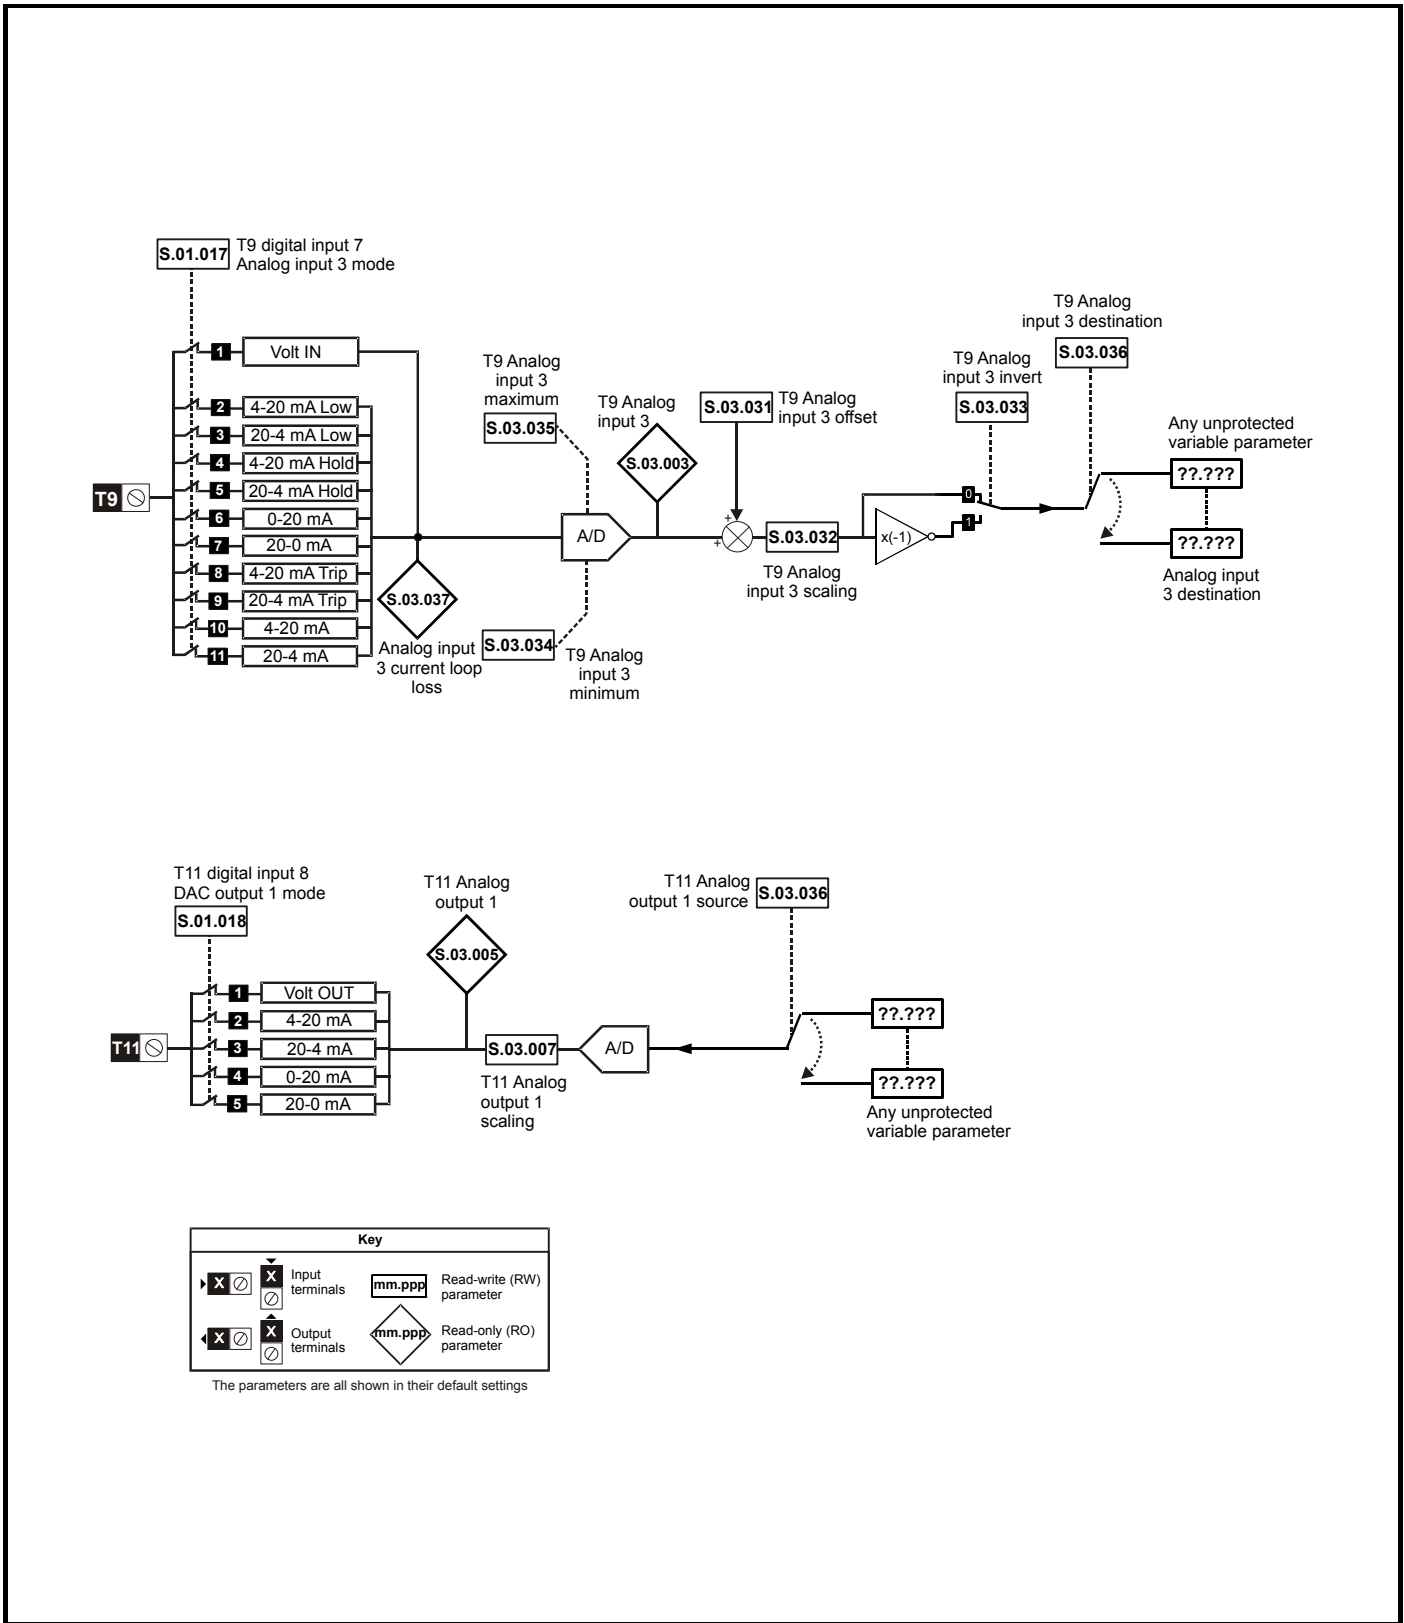 S.01.017
T9 digital input 7
Analog input 3 mode
T9
1 Volt IN
2 4-20 mA Low
3 20-4 mA Low
4 4-20 mA Hold
5 20-4 mA Hold
6 0-20 mA
7 20-0 mA
8 4-20 mA Trip
9 20-4 mA Trip
10 4-20 mA
11 20-4 mA
S.03.037
Analog input
3 current loop
loss
T9 Analog
input 3
maximum
S.03.035
A/D
S.03.034
T9 Analog
input 3
minimum
T9 Analog
input 3
S.03.003
S.03.031
T9 Analog
input 3 offset
+
+
S.03.032
T9 Analog
input 3 scaling
x(-1)
0
1
T9 Analog
input 3 invert
S.03.033
T9 Analog
input 3 destination
S.03.036
Any unprotected
variable parameter
??.???
??.???
Analog input
3 destination
T11 digital input 8
DAC output 1 mode
S.01.018
T11
1 Volt OUT
2 4-20 mA
3 20-4 mA
4 0-20 mA
5 20-0 mA
T11 Analog
output 1
S.03.005
S.03.007
T11 Analog
output 1
scaling
A/D
T11 Analog
output 1 source
S.03.036
??.???
??.???
Any unprotected
variable parameter
Key
X
X
Input
terminals
mm.ppp
Read-write (RW)
parameter
X
X
Output
terminals
mm.ppp
Read-only (RO)
parameter
The parameters are all shown in their default settings